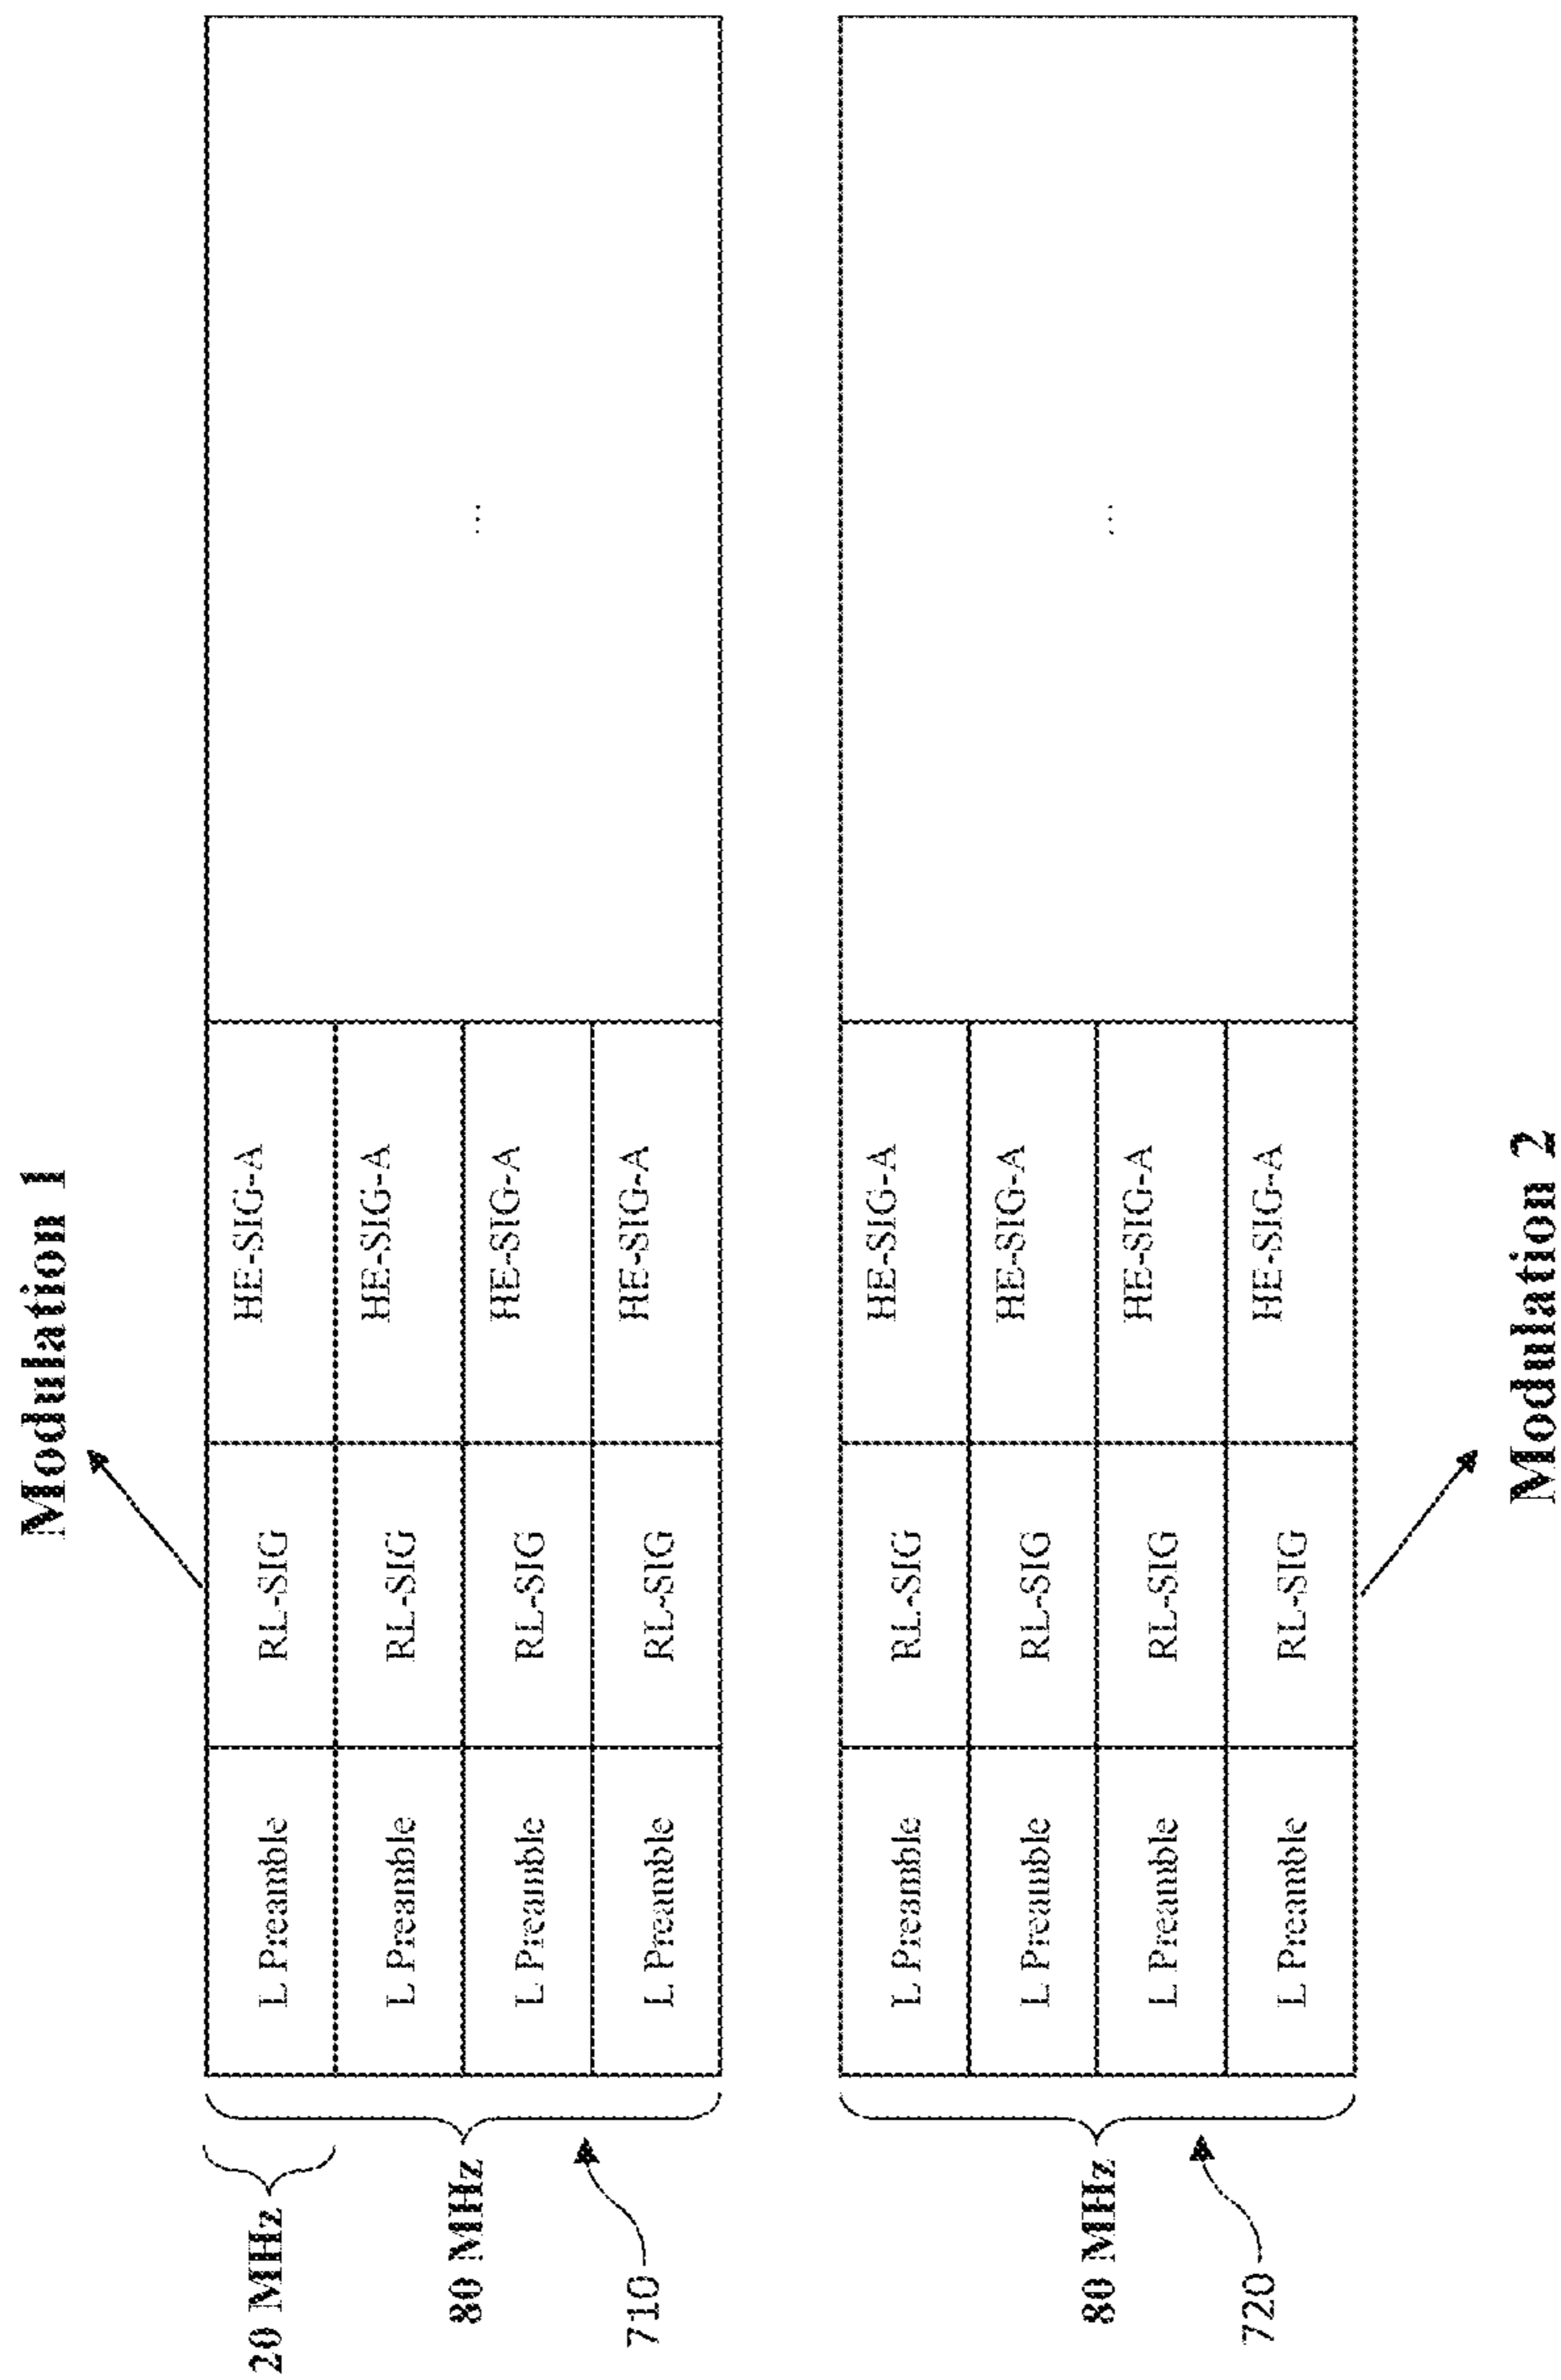 Modulation 1
20 MHz
80 MHz
710
L Preamble
RL-SIG
HE-SIG-A
L Preamble
RL-SIG
HE-SIG-A
...
L Preamble
RL-SIG
HE-SIG-A
L Preamble
RL-SIG
HE-SIG-A
80 MHz
720
L Preamble
RL-SIG
HE-SIG-A
L Preamble
RL-SIG
HE-SIG-A
...
L Preamble
RL-SIG
HE-SIG-A
L Preamble
RL-SIG
HE-SIG-A
Modulation 2